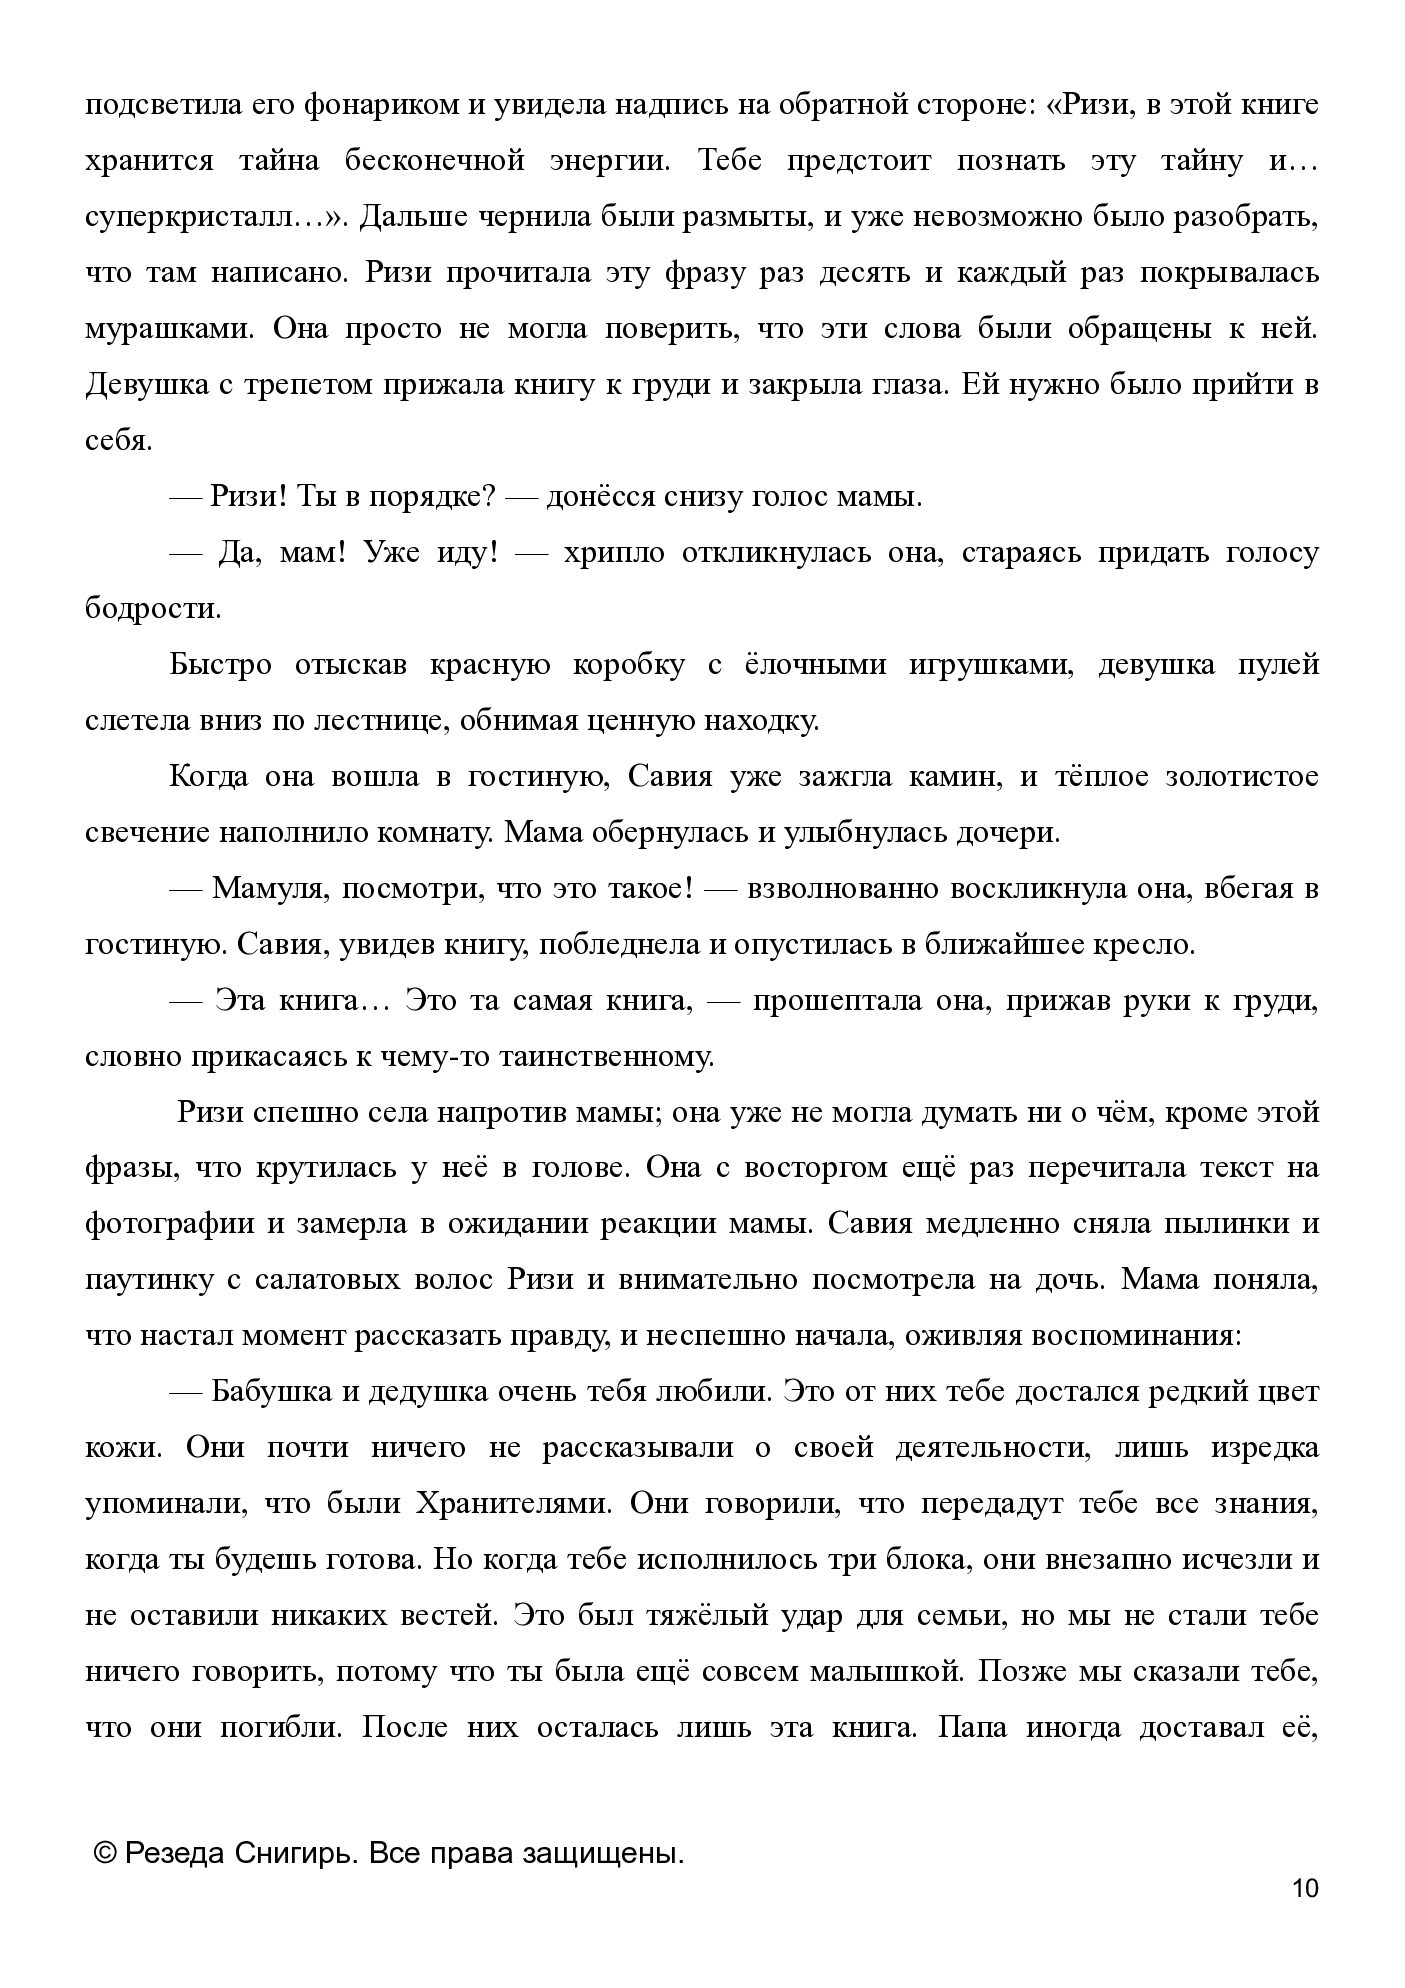 подсветила его фонариком и увидела надпись на обратной стороне: «Ризи, в этой книге
хранится тайна бесконечной энергии. Тебе предстоит познать эту тайну и…
суперкристалл…». Дальше чернила были размыты, и уже невозможно было разобрать,
что там написано. Ризи прочитала эту фразу раз десять и каждый раз покрывалась
мурашками. Она просто не могла поверить, что эти слова были обращены к ней.
Девушка с трепетом прижала книгу к груди и закрыла глаза. Ей нужно было прийти в
себя.
— Ризи! Ты в порядке? — донёсся снизу голос мамы.
— Да, мам! Уже иду! — хрипло откликнулась она, стараясь придать голосу
бодрости.
Быстро отыскав красную коробку с ёлочными игрушками, девушка пулей
слетела вниз по лестнице, обнимая ценную находку.
Когда она вошла в гостиную, Савия уже зажгла камин, и тёплое золотистое
свечение наполнило комнату. Мама обернулась и улыбнулась дочери.
— Мамуля, посмотри, что это такое! — взволнованно воскликнула она, вбегая в
гостиную. Савия, увидев книгу, побледнела и опустилась в ближайшее кресло.
— Эта книга… Это та самая книга, — прошептала она, прижав руки к груди,
словно прикасаясь к чему-то таинственному.
Ризи спешно села напротив мамы; она уже не могла думать ни о чём, кроме этой
фразы, что крутилась у неё в голове. Она с восторгом ещё раз перечитала текст на
фотографии и замерла в ожидании реакции мамы. Савия медленно сняла пылинки и
паутинку с салатовых волос Ризи и внимательно посмотрела на дочь. Мама поняла,
что настал момент рассказать правду, и неспешно начала, оживляя воспоминания:
— Бабушка и дедушка очень тебя любили. Это от них тебе достался редкий цвет
кожи. Они почти ничего не рассказывали о своей деятельности, лишь изредка
упоминали, что были Хранителями. Они говорили, что передадут тебе все знания,
когда ты будешь готова. Но когда тебе исполнилось три блока, они внезапно исчезли и
не оставили никаких вестей. Это был тяжёлый удар для семьи, но мы не стали тебе
ничего говорить, потому что ты была ещё совсем малышкой. Позже мы сказали тебе,
что они погибли. После них осталась лишь эта книга. Папа иногда доставал её,
© Резеда Снигирь. Все права защищены.
10